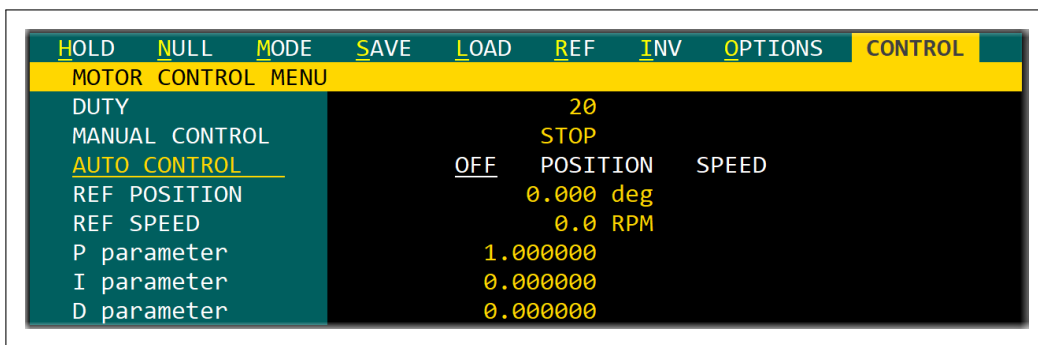 HOLD NULL MODE SAVE LOAD REF INV OPTIONS CONTROL
MOTOR CONTROL MENU
DUTY 20
MANUAL CONTROL STOP
AUTO CONTROL OFF POSITION SPEED
REF POSITION 0.000 deg
REF SPEED 0.0 RPM
P parameter 1.000000
I parameter 0.000000
D parameter 0.000000